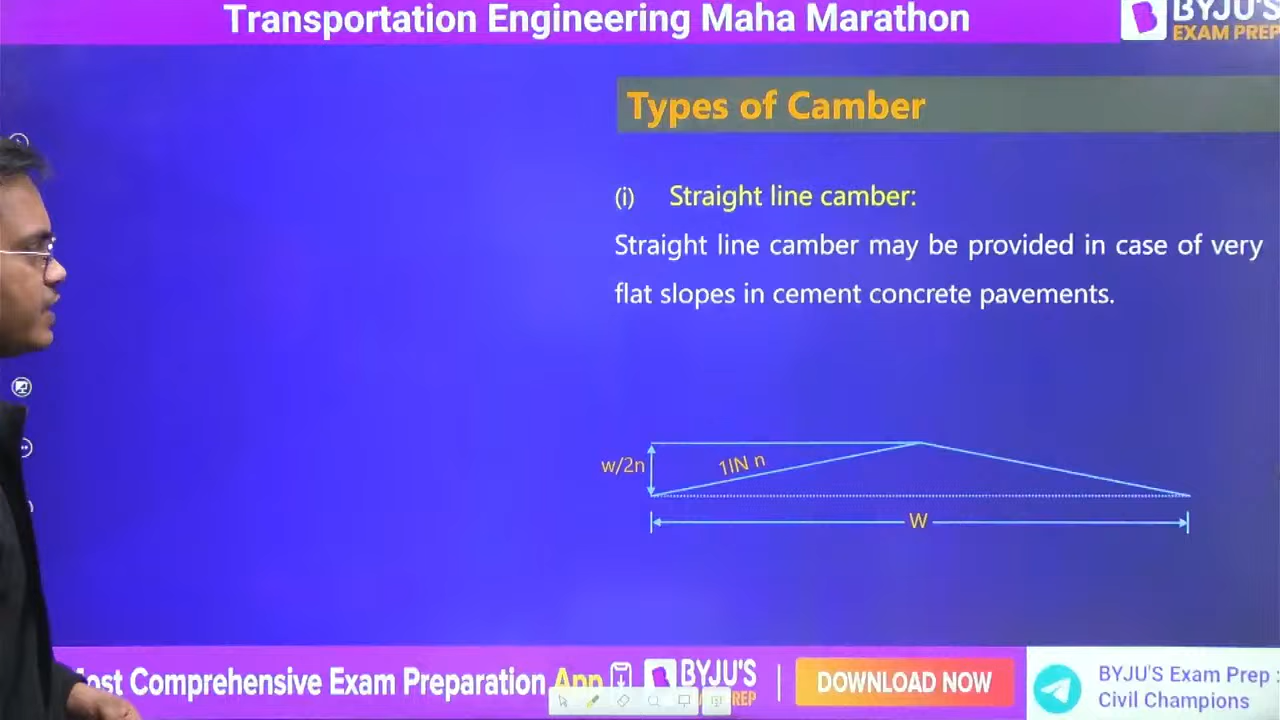 Transportation Engineering Maha Marathon
BYJU'S
EXAM PREP
Types of Camber
(i) Straight line camber:
Straight line camber may be provided in case of very
flat slopes in cement concrete pavements.
w/2n
1IN n
W
Comprehensive Exam Preparation App
BYJU'S
DOWNLOAD NOW
BYJU'S Exam Prep :
Civil Champions